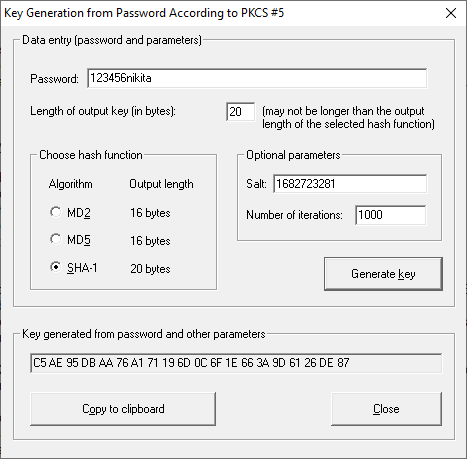 Key Generation from Password According to PKCS #5
Data entry (password and parameters)
Password: 123456nikita
Length of output key (in bytes): 20 (may not be longer than the output
length of the selected hash function)
Choose hash function
Algorithm Output length
MD2 16 bytes
MD5 16 bytes
SHA-1 20 bytes
Optional parameters
Salt: 1682723281
Number of iterations: 1000
Generate key
Key generated from password and other parameters
C5 AE 95 DB AA 76 A1 71 19 6D 0C 6F 1E 66 3A 9D 61 26 DE 87
Copy to clipboard
Close